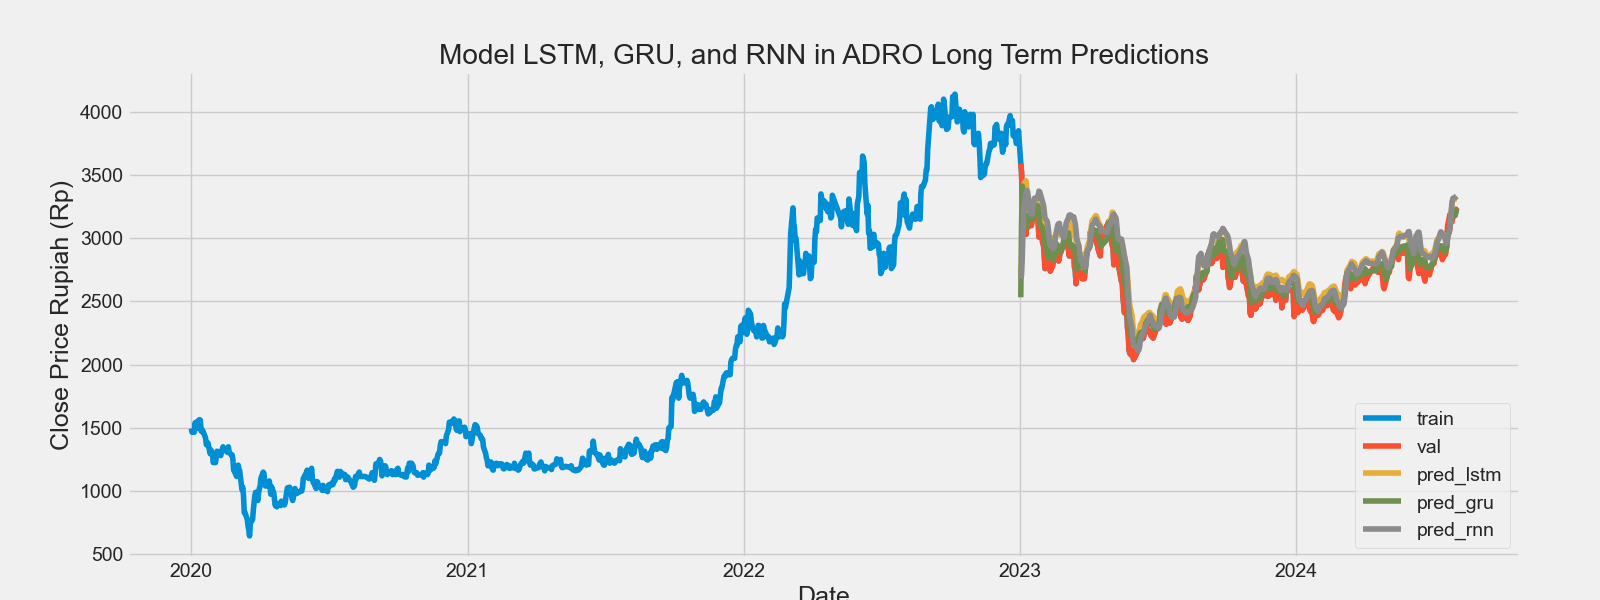 Model LSTM, GRU, and RNN in ADRO Long Term Predictions
Close Price Rupiah (Rp)
4000
3500
3000
2500
2000
1500
1000
500
2020
2021
2022
2023
2024
Date
train
val
pred_lstm
pred_gru
pred_rnn